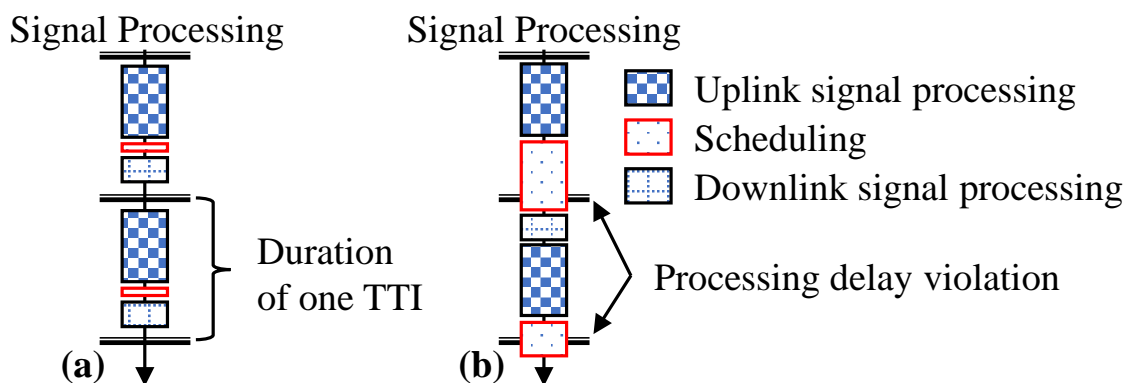 Signal Processing
Signal Processing
Uplink signal processing
Scheduling
Downlink signal processing
Duration
of one TTI
Processing delay violation
(a)
(b)